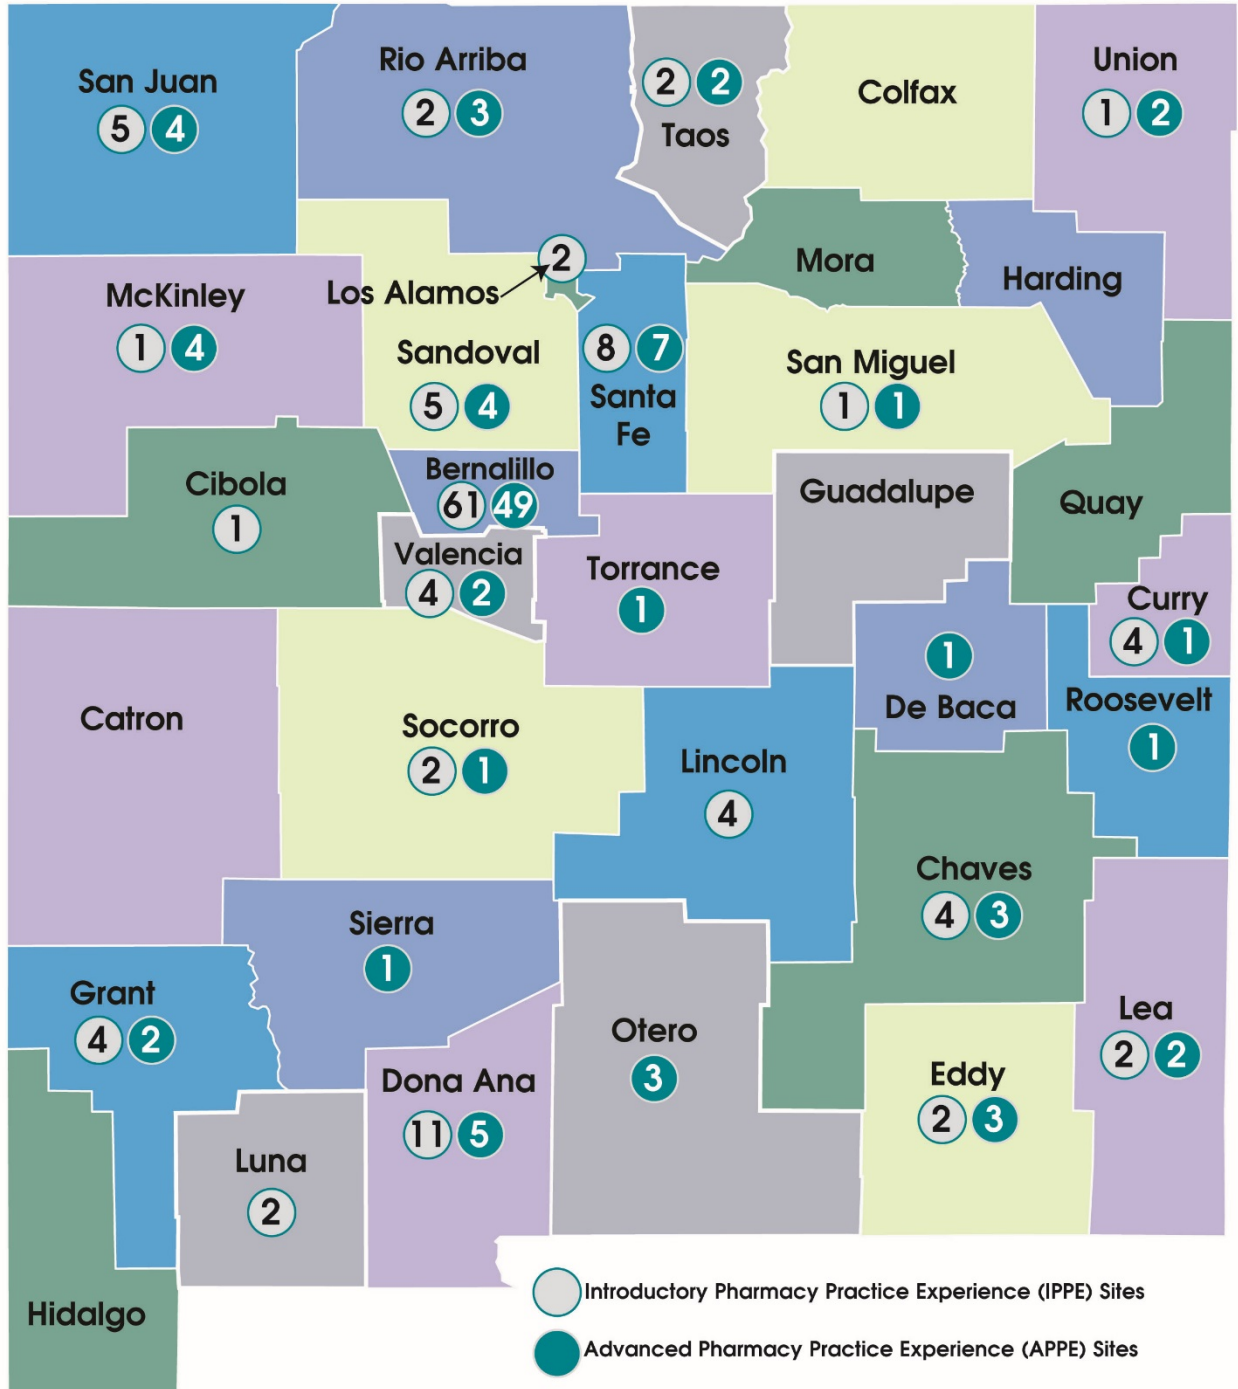 San Juan
5 4
Rio Arriba
2 3
2 2
Taos
Colfax
Union
1 2
McKinley
1 4
Los Alamos
2
Sandoval
5 4
8 7
Santa
Fe
Mora
Harding
San Miguel
1 1
Cibola
1
Bernalillo
61 49
Valencia
4 2
Torrance
1
Guadalupe
Quay
Curry
4 1
Catron
Socorro
2 1
Lincoln
4
1
De Baca
Roosevelt
1
Chaves
4 3
Sierra
1
Grant
4 2
Dona Ana
11 5
Otero
3
Eddy
2 3
Lea
2 2
Luna
2
Hidalgo
Introductory Pharmacy Practice Experience (IPPE) Sites
Advanced Pharmacy Practice Experience (APPE) Sites